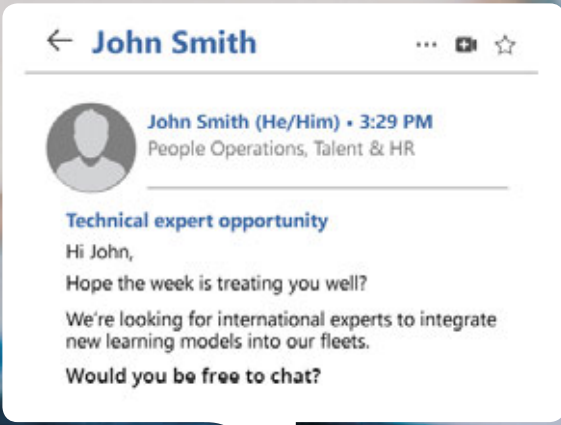 John Smith
John Smith (He/Him) • 3:29 PM
People Operations, Talent & HR
Technical expert opportunity
Hi John,
Hope the week is treating you well?
We're looking for international experts to integrate
new learning models into our fleets.
Would you be free to chat?